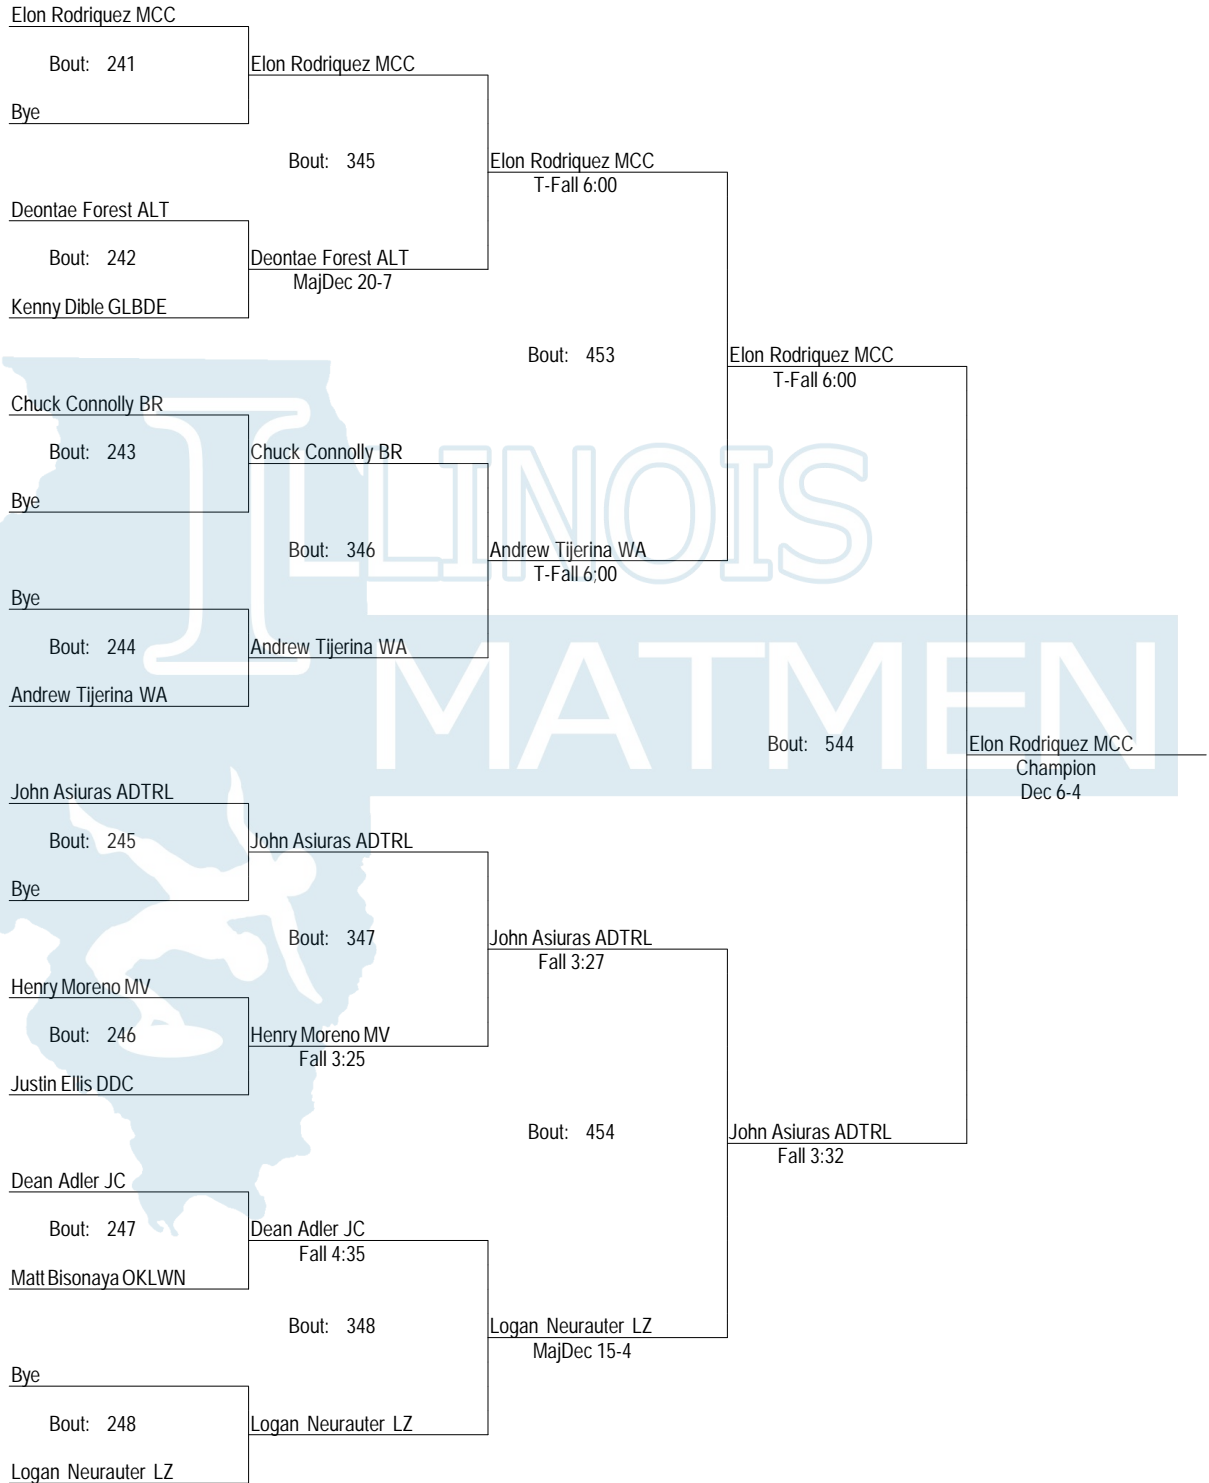 Elon Rodriquez MCC
Bout: 241
Elon Rodriquez MCC
Bye
Bout: 345
Elon Rodriquez MCC
T-Fall 6:00
Deontae Forest ALT
Bout: 242
Deontae Forest ALT
MajDec 20-7
Kenny Dible GLBDE
Bout: 453
Elon Rodriquez MCC
T-Fall 6:00
Chuck Connolly BR
Bout: 243
Chuck Connolly BR
Bye
Bout: 346
Andrew Tijerina WA
T-Fall 6;00
Bye
Bout: 244
Andrew Tijerina WA
Andrew Tijerina WA
ILLINOIS
MATMEN
Bout: 544
Elon Rodriquez MCC
Champion
Dec 6-4
John Asiuras ADTRL
Bout: 245
John Asiuras ADTRL
Bye
Bout: 347
John Asiuras ADTRL
Fall 3:27
Henry Moreno MV
Bout: 246
Henry Moreno MV
Fall 3:25
Justin Ellis DDC
Bout: 454
John Asiuras ADTRL
Fall 3:32
Dean Adler JC
Bout: 247
Dean Adler JC
Fall 4:35
Matt Bisonaya OKLWN
Bout: 348
Logan Neurauter LZ
MajDec 15-4
Bye
Bout: 248
Logan Neurauter LZ
Logan Neurauter LZ